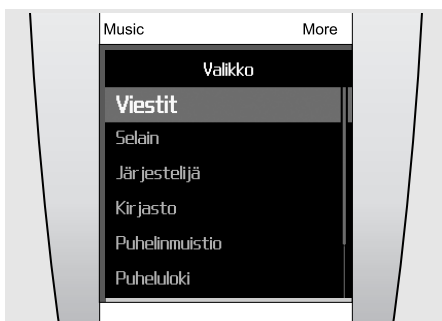 Music More
Valikko
Viestit
Selain
Järjestelijä
Kirjasto
Puhelinmuistio
Puheluloki